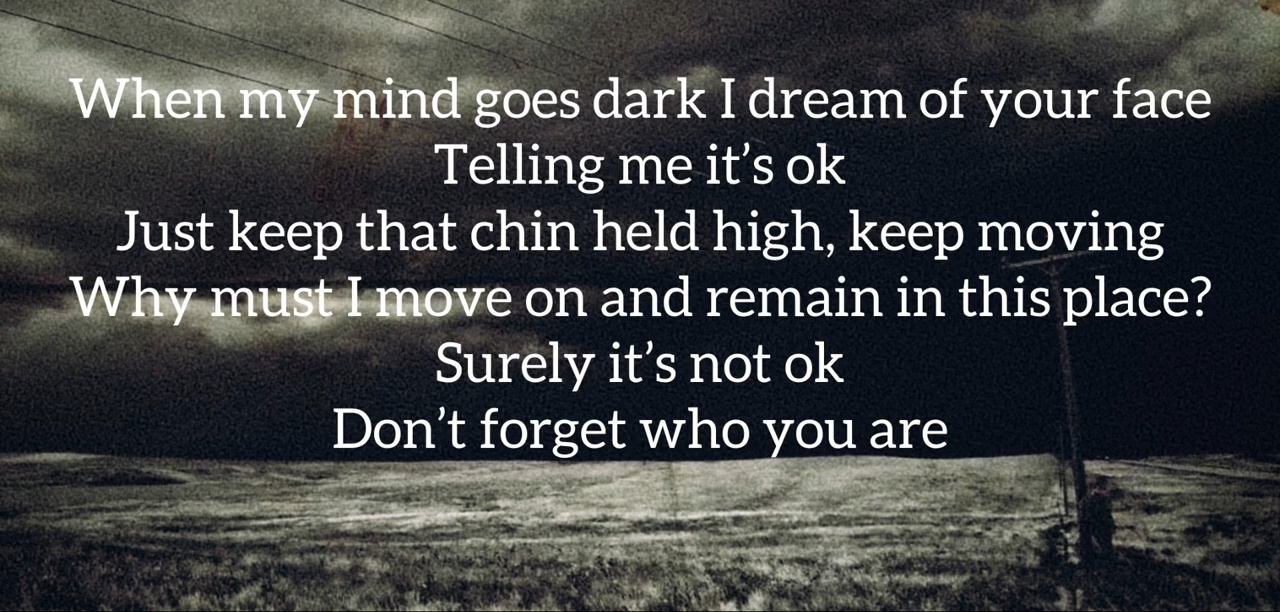 When my mind goes dark I dream of your face
Telling me it’s ok
Just keep that chin held high, keep moving
Why must I move on and remain in this place?
Surely it’s not ok
Don’t forget who you are